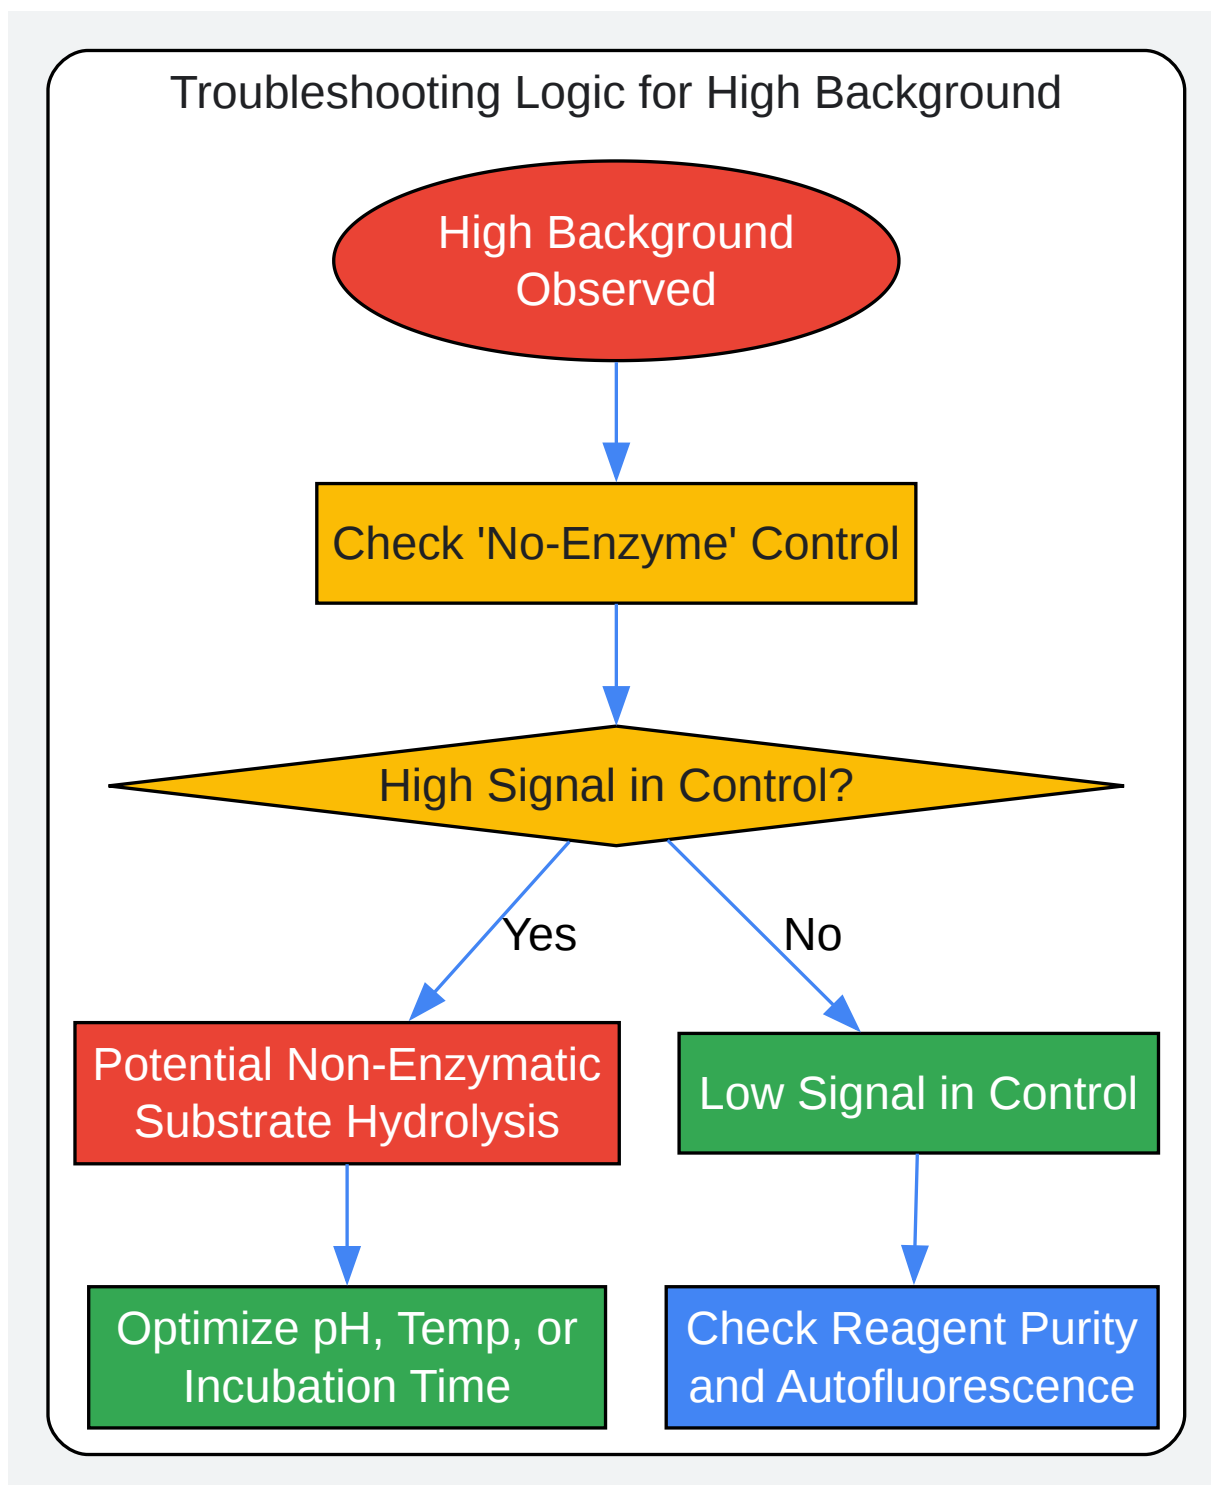 Troubleshooting Logic for High Background
High Background
Observed
Check 'No-Enzyme' Control
High Signal in Control?
Yes
No
Potential Non-Enzymatic
Substrate Hydrolysis
Low Signal in Control
Optimize pH, Temp, or
Incubation Time
Check Reagent Purity
and Autofluorescence